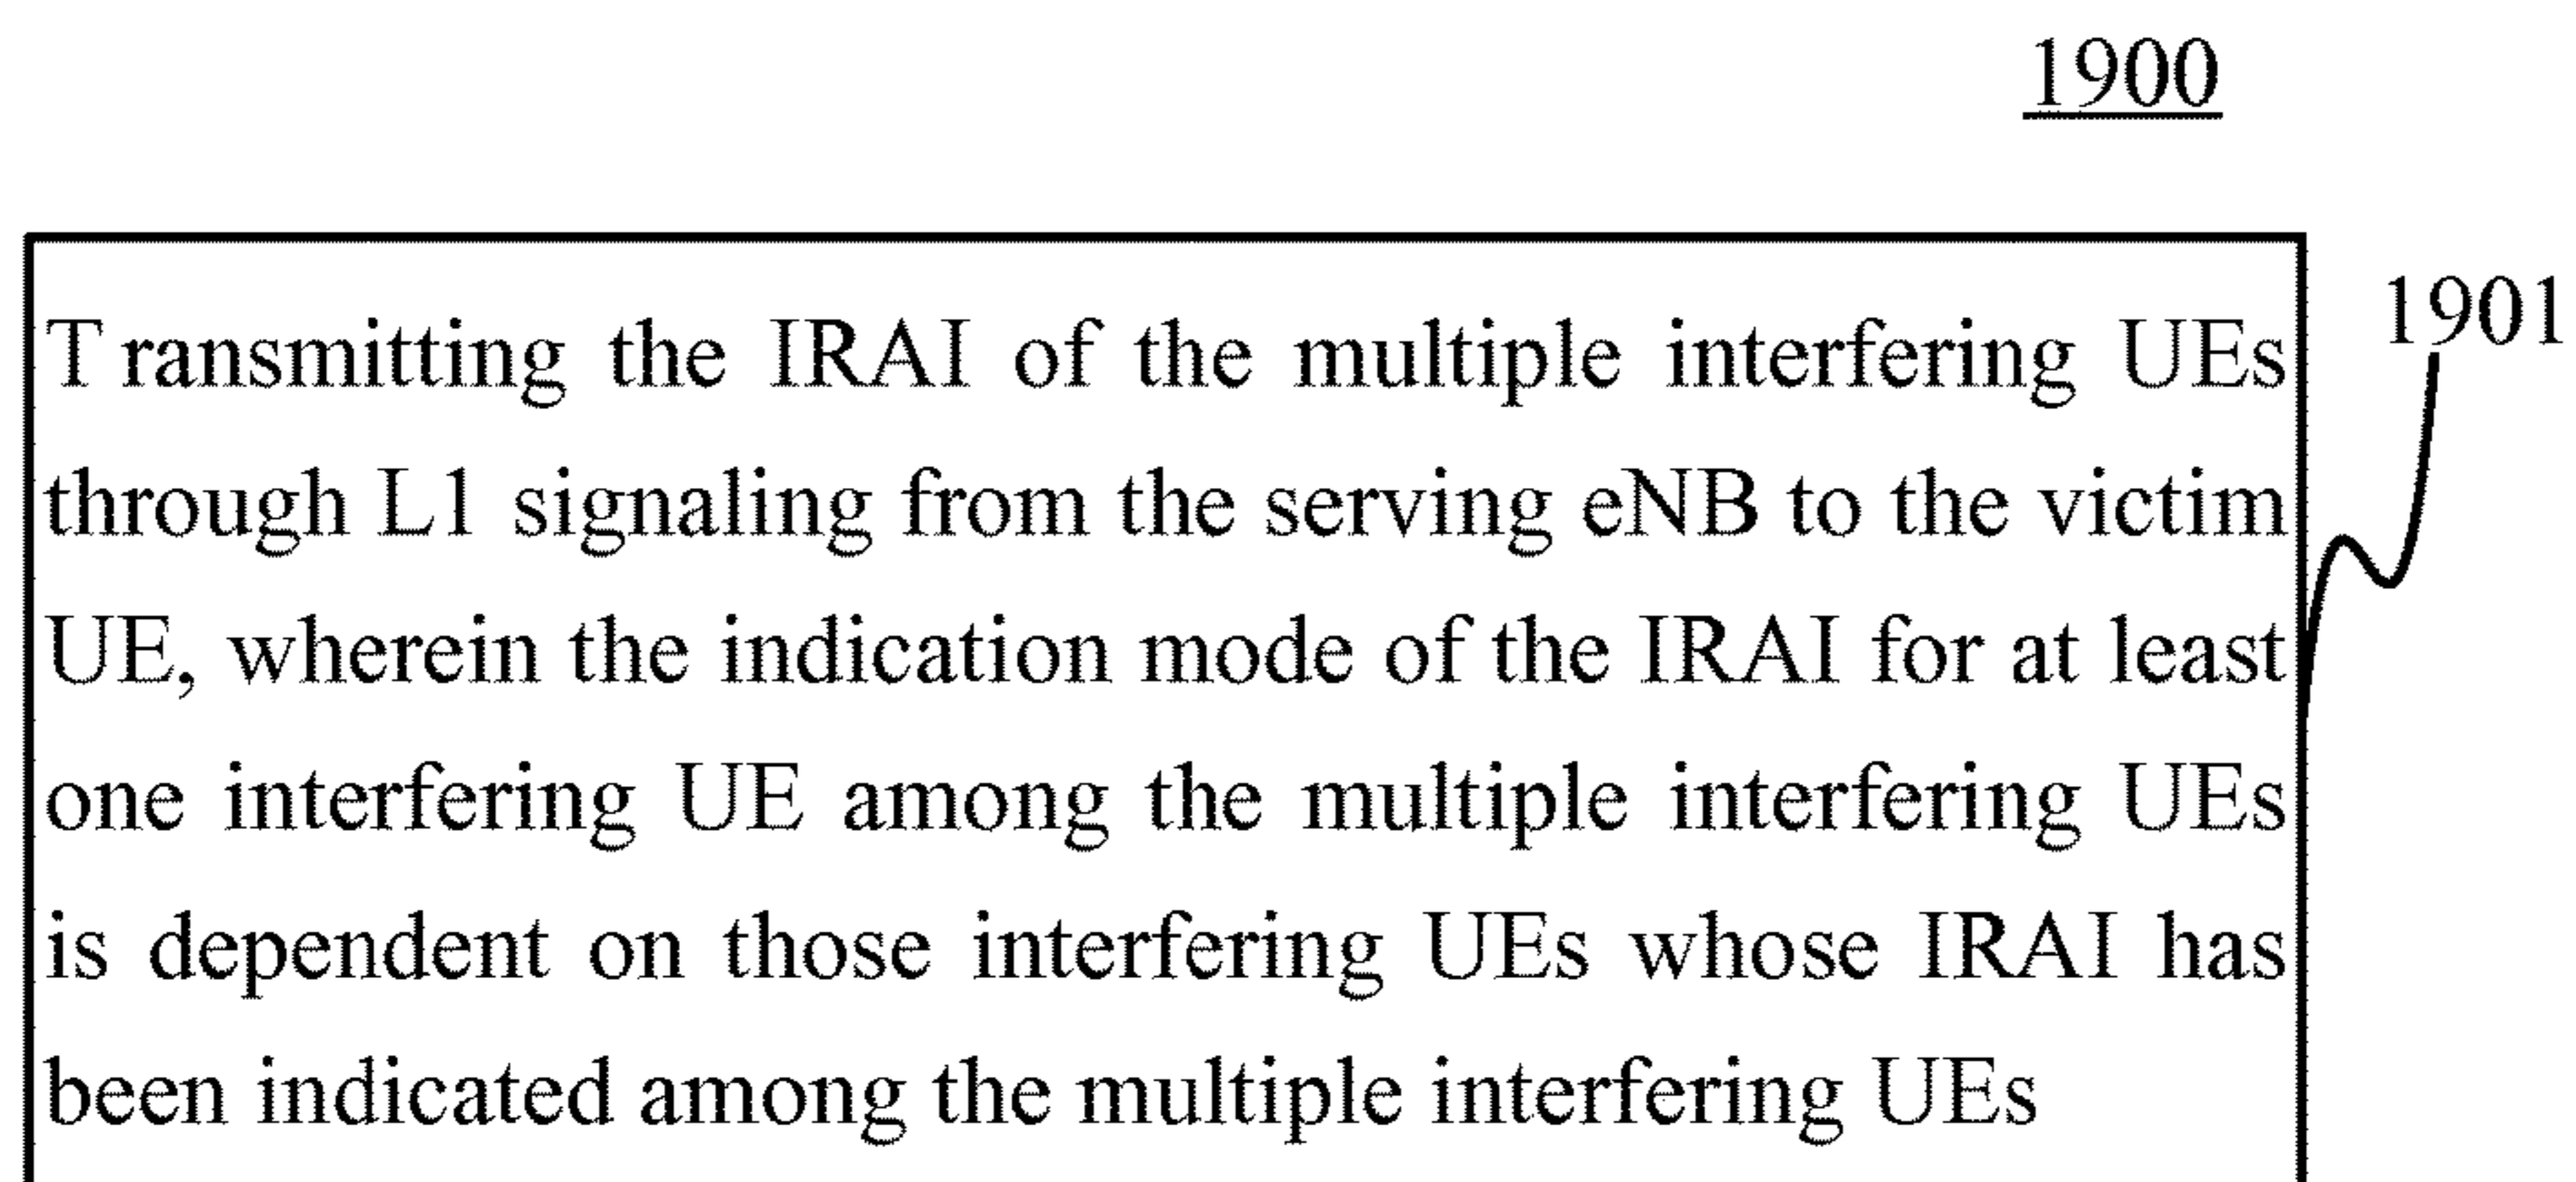 1900
1901
Transmitting the IRAI of the multiple interfering UEs
through L1 signaling from the serving eNB to the victim
UE, wherein the indication mode of the IRAI for at least
one interfering UE among the multiple interfering UEs
is dependent on those interfering UEs whose IRAI has
been indicated among the multiple interfering UEs